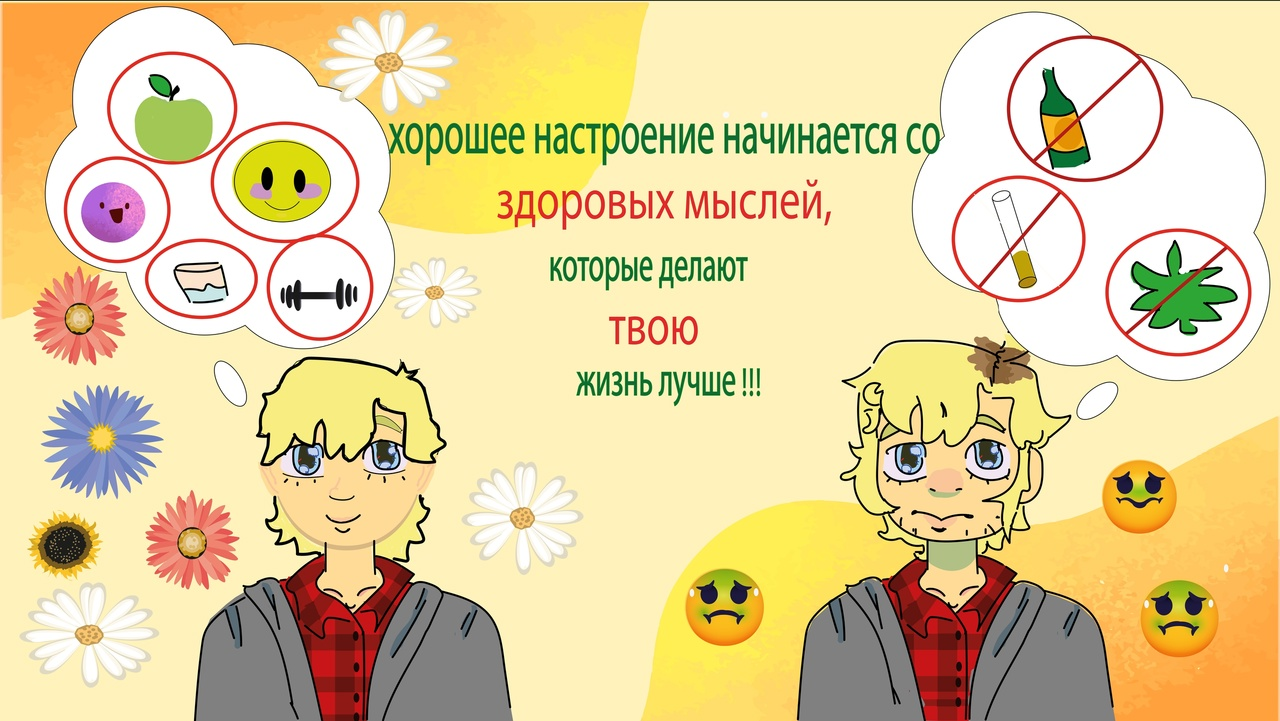 хорошее настроение начинается со
здоровых мыслей,
которые делают
твою
жизнь лучше !!!